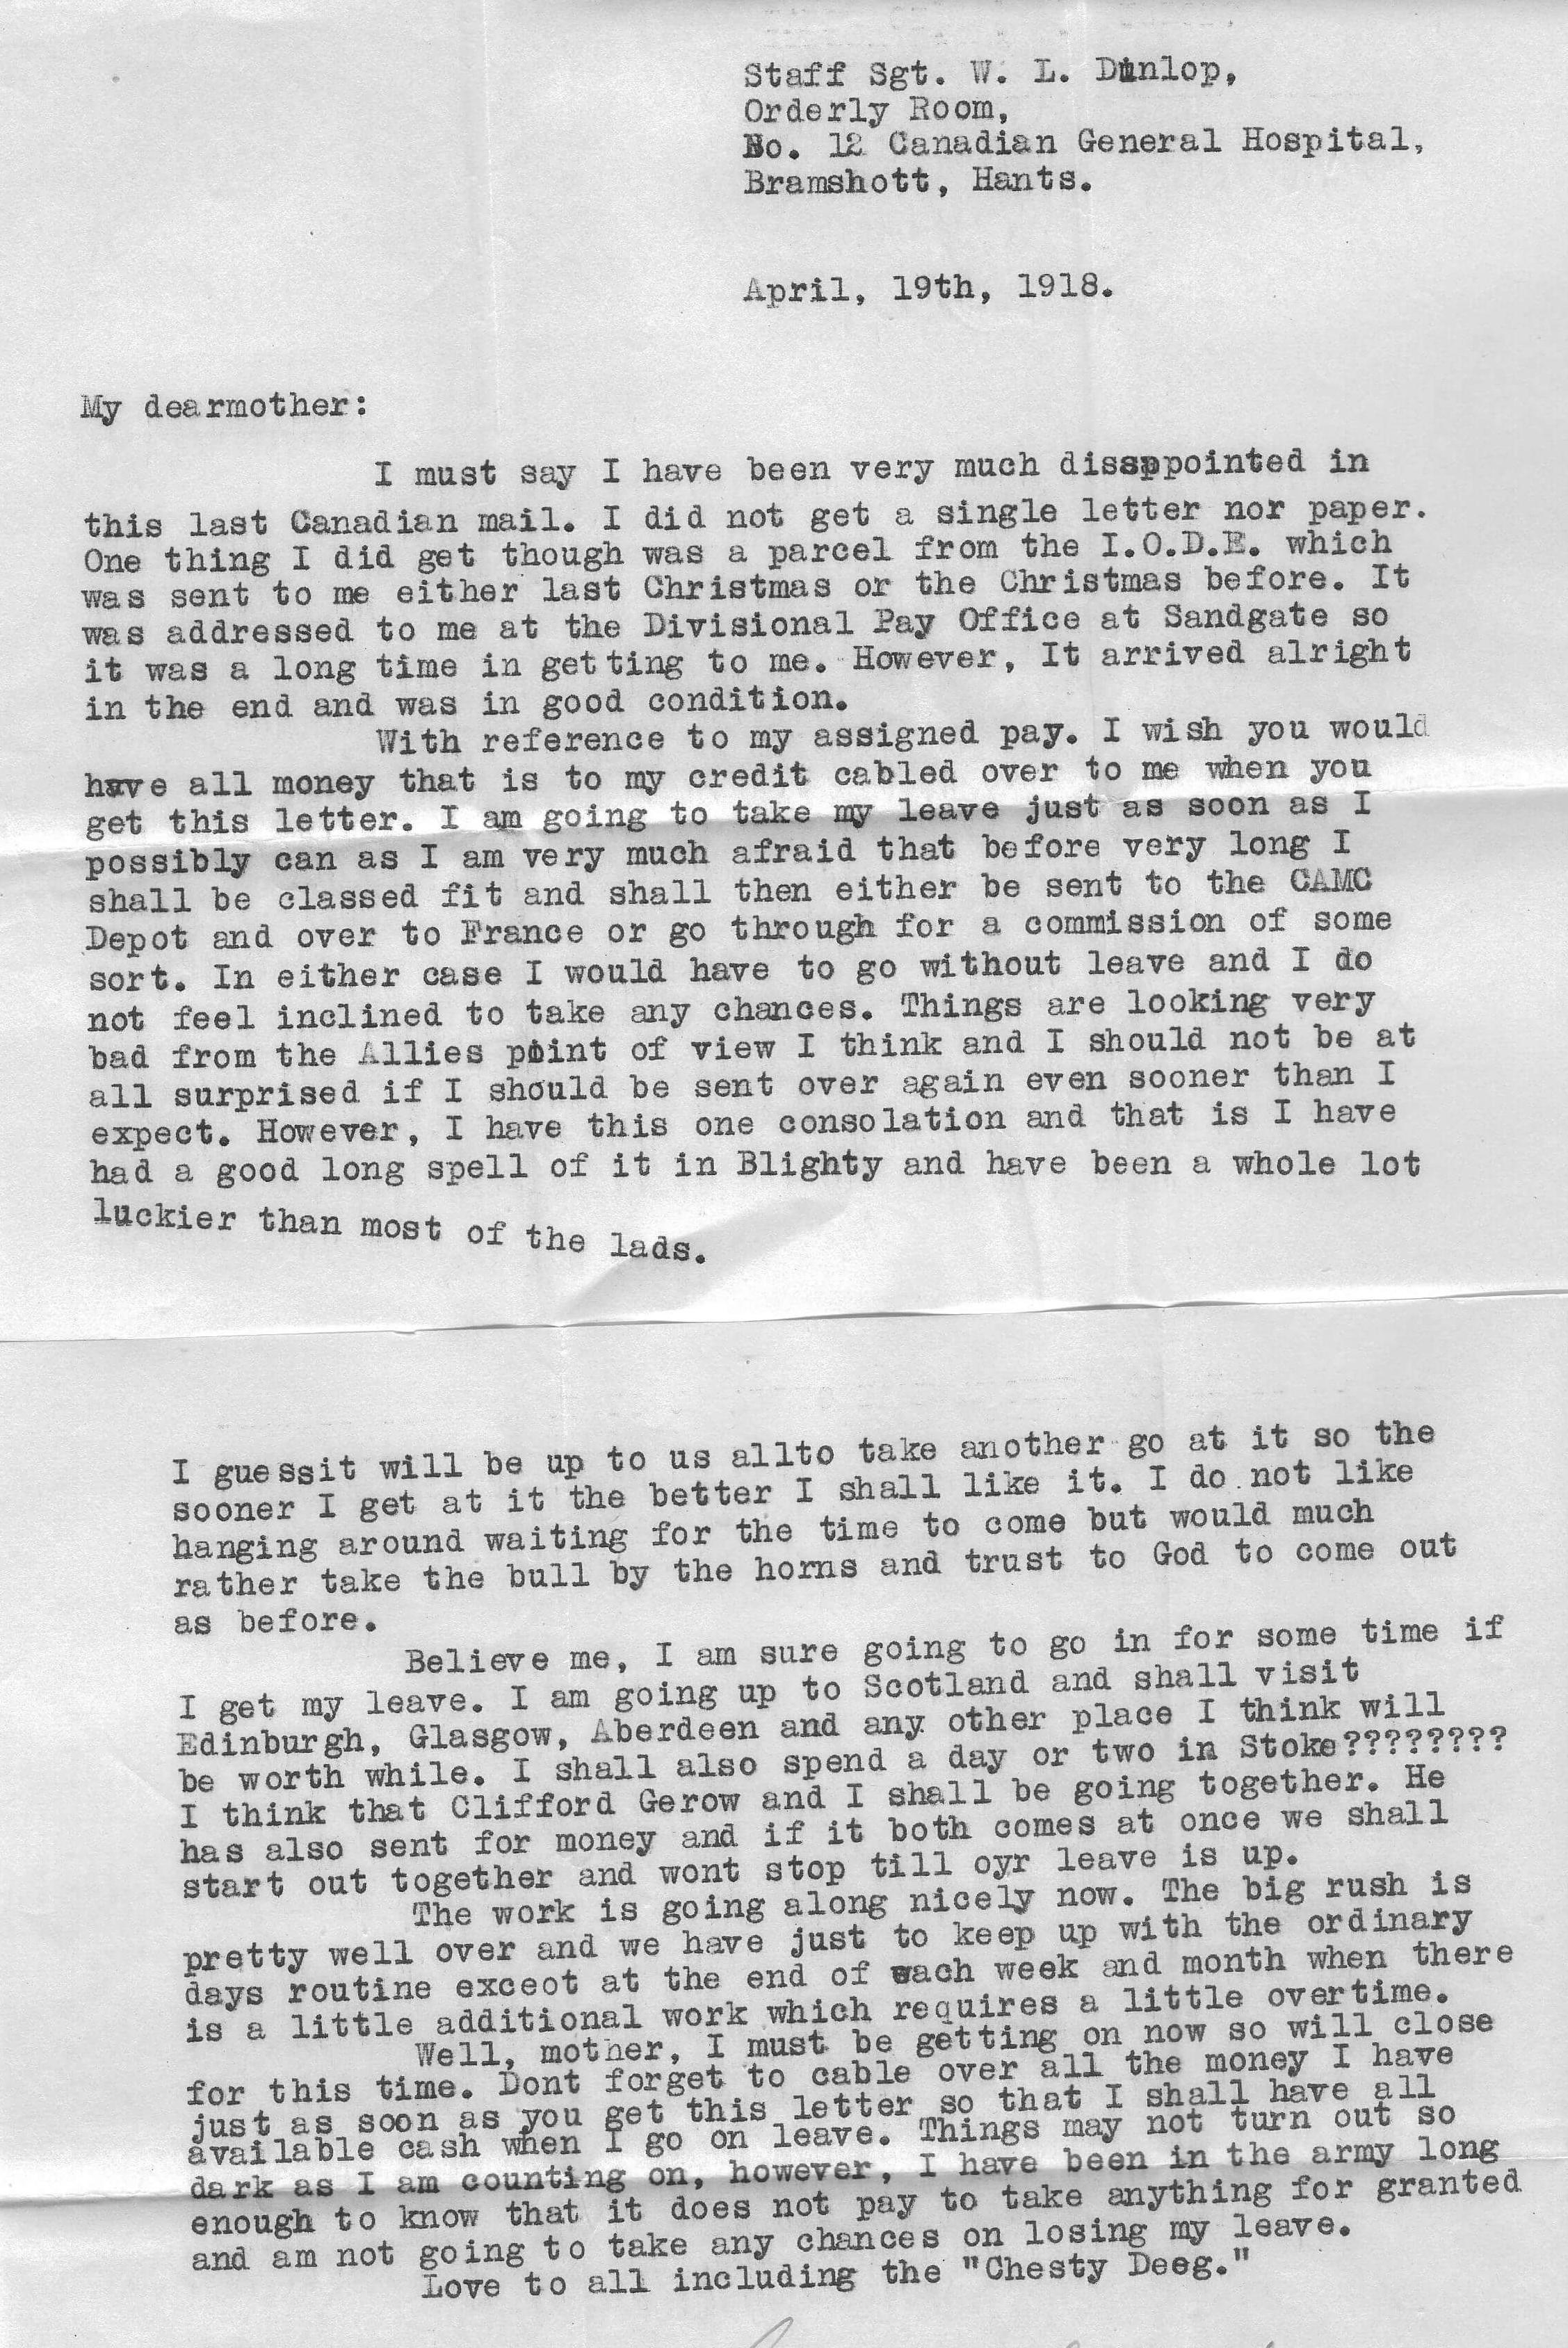 Staff Sgt. W. L. Dunlop,
Orderly Room,
No. 12 Canadian General Hospital,
Bramshott, Hants.
April, 19th, 1918.
My dearmother:
I must say I have been very much dissppointed in
this last Canadian mail. I did not get a single letter nor paper.
One thing I did get though was a parcel from the I.O.D.E. which
was sent to me either last Christmas or the Christmas before. It
was addressed to me at the Divisional Pay Office at Sandgate so
it was a long time in getting to me. However, It arrived alright
in the end and was in good condition.
With reference to my assigned pay. I wish you would
have all money that is to my credit cabled over to me when you
get this letter. I am going to take my leave just as soon as I
possibly can as I am very much afraid that before very long I
shall be classed fit and shall then either be sent to the CAMC
Depot and over to France or go through for a commission of some
sort. In either case I would have to go without leave and I do
not feel inclined to take any chances. Things are looking very
bad from the Allies point of view I think and I should not be at
all surprised if I should be sent over again even sooner than I
expect. However, I have this one consolation and that is I have
had a good long spell of it in Blighty and have been a whole lot
luckier than most of the lads.
I guessit will be up to us allto take another go at it so the
sooner I get at it the better I shall like it. I do not like
hanging around waiting for the time to come but would much
rather take the bull by the horns and trust to God to come out
as before.
Believe me, I am sure going to go in for some time if
I get my leave. I am going up to Scotland and shall visit
Edinburgh, Glasgow, Aberdeen and any other place I think will
be worth while. I shall also spend a day or two in Stoke????????
I think that Clifford Gerow and I shall be going together. He
has also sent for money and if it both comes at once we shall
start out together and wont stop till oyr leave is up.
The work is going along nicely now. The big rush is
pretty well over and we have just to keep up with the ordinary
days routine exceot at the end of each week and month when there
is a little additional work which requires a little overtime.
Well, mother, I must be getting on now so will close
for this time. Dont forget to cable over all the money I have
just as soon as you get this letter so that I shall have all
available cash when I go on leave. Things may not turn out so
dark as I am counting on, however, I have been in the army long
enough to know that it does not pay to take anything for granted
and am not going to take any chances on losing my leave.
Love to all including the "Chesty Deeg."